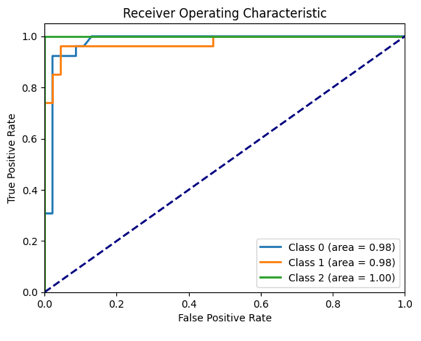 Receiver Operating Characteristic
True Positive Rate
1.0
0.8
0.6
0.4
0.2
0.0
Class 0 (area = 0.98)
Class 1 (area = 0.98)
Class 2 (area = 1.00)
0.0 0.2 0.4 0.6 0.8 1.0
False Positive Rate